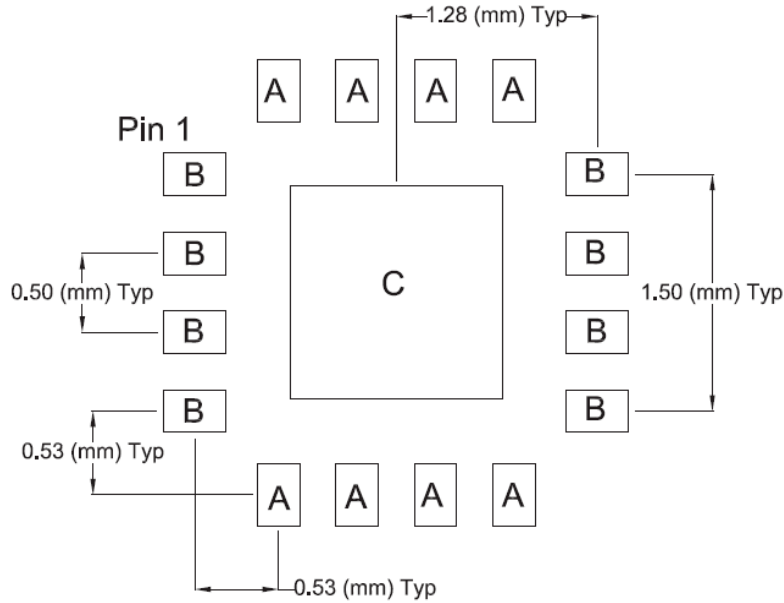 1.28 (mm) Typ
A A A A
Pin 1
B B
B B
0.50 (mm) Typ C 1.50 (mm) Typ
B B
B B
0.53 (mm) Typ
A A A A
0.53 (mm) Typ